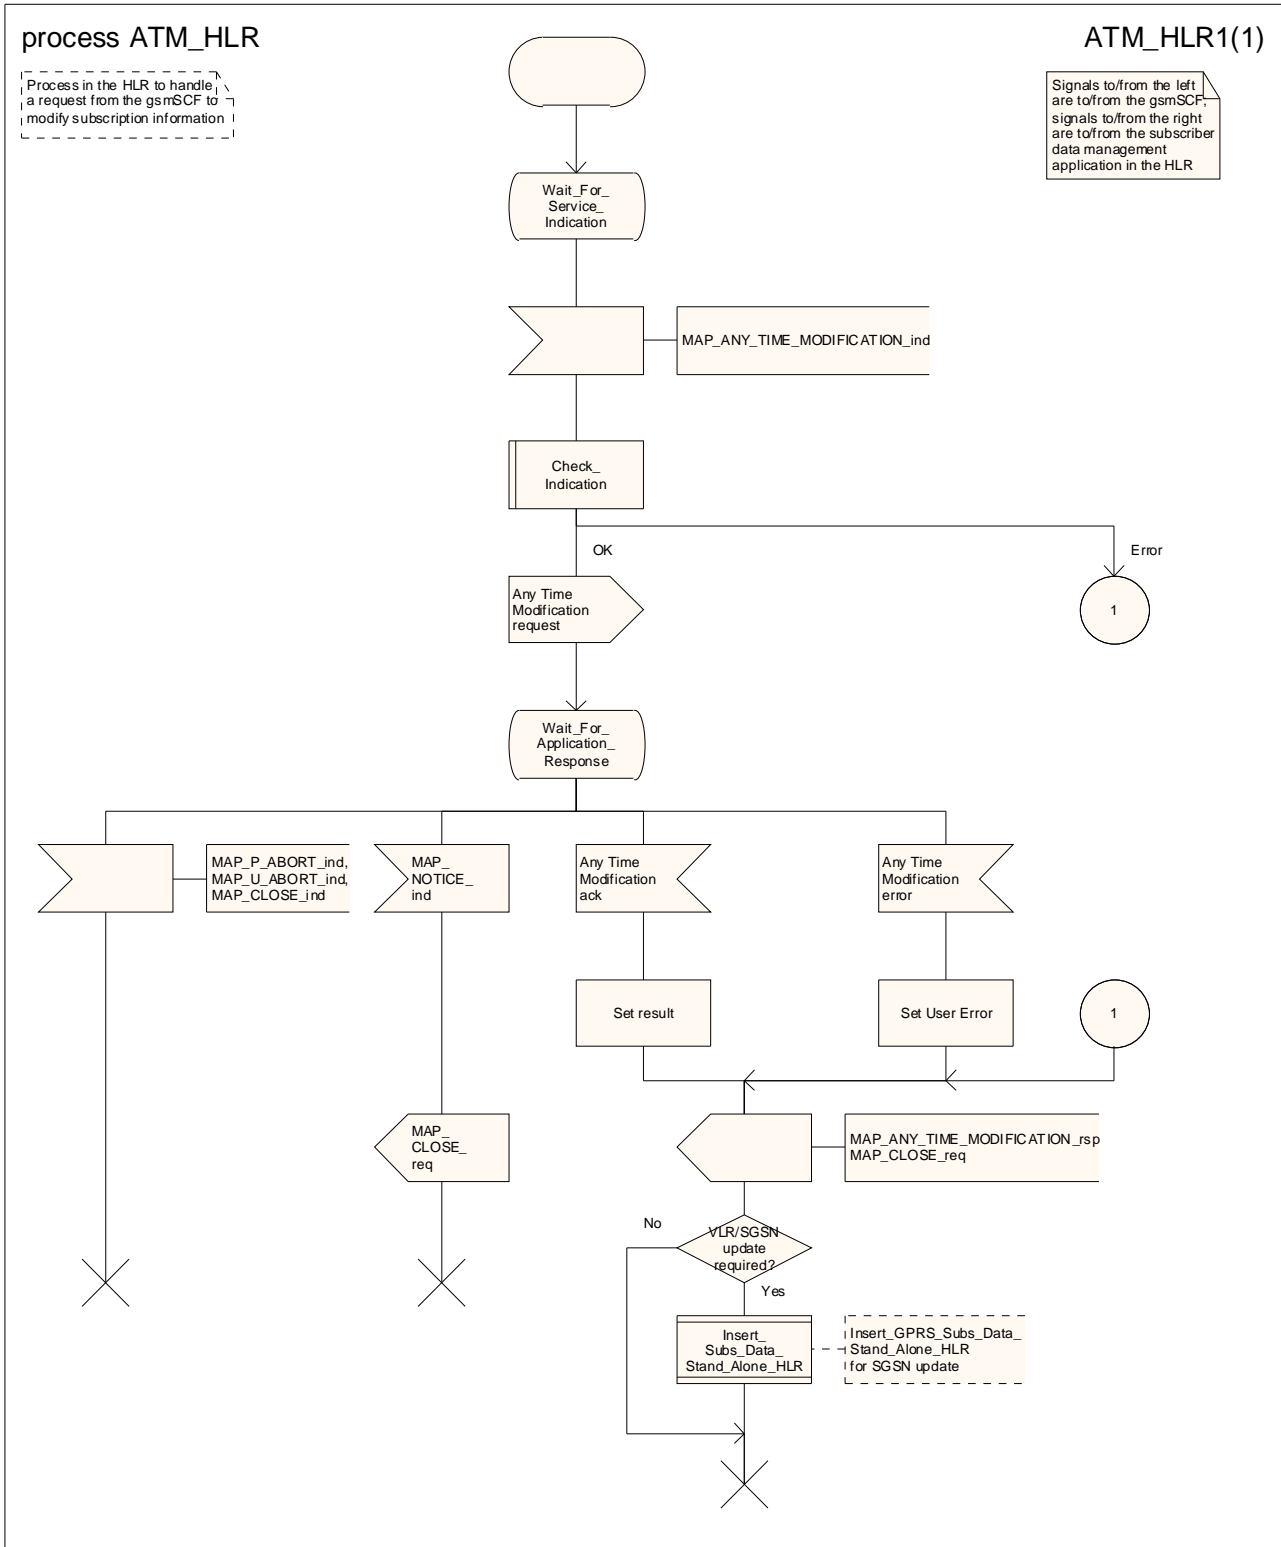 process ATM_HLR
ATM_HLR1(1)
Process in the HLR to handle
a request from the gsmSCF to
modify subscription information
Signals to/from the left
are to/from the gsmSCF;
signals to/from the right
are to/from the subscriber
data management
application in the HLR
Wait_For_
Service_
Indication
MAP_ANY_TIME_MODIFICATION_ind
Check_
Indication
OK
Error
Any Time
Modification
request
1
Wait_For_
Application_
Response
MAP_P_ABORT_ind,
MAP_U_ABORT_ind,
MAP_CLOSE_ind
MAP_
NOTICE_
ind
Any Time
Modification
ack
Any Time
Modification
error
Set result
Set User Error
1
MAP_
CLOSE_
req
MAP_ANY_TIME_MODIFICATION_rsp
MAP_CLOSE_req
No
VLR/SGSN
update
required?
Yes
Insert_
Subs_Data_
Stand_Alone_HLR
Insert_GPRS_Subs_Data_
Stand_Alone_HLR
for SGSN update